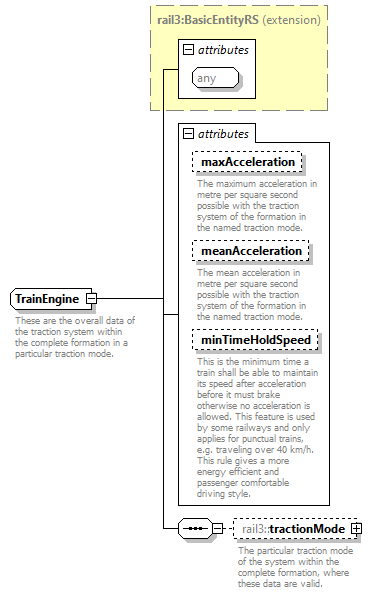 rail3:BasicEntityRS (extension)
attributes
any
attributes
maxAcceleration
The maximum acceleration in
metre per square second
possible with the traction
system of the formation in
the named traction mode.
meanAcceleration
The mean acceleration in
metre per square second
possible with the traction
system of the formation in
the named traction mode.
TrainEngine
These are the overall data of
the traction system within
the complete formation in a
particular traction mode.
minTimeHoldSpeed
This is the minimum time a
train shall be able to maintain
its speed after acceleration
before it must brake
otherwise no acceleration is
allowed. This feature is used
by some railways and only
applies for punctual trains,
e.g. traveling over 40 km/h.
This rule gives a more
energy efficient and
passenger comfortable
driving style.
rail3:tractionMode
The particular traction mode
of the system within the
complete formation, where
these data are valid.